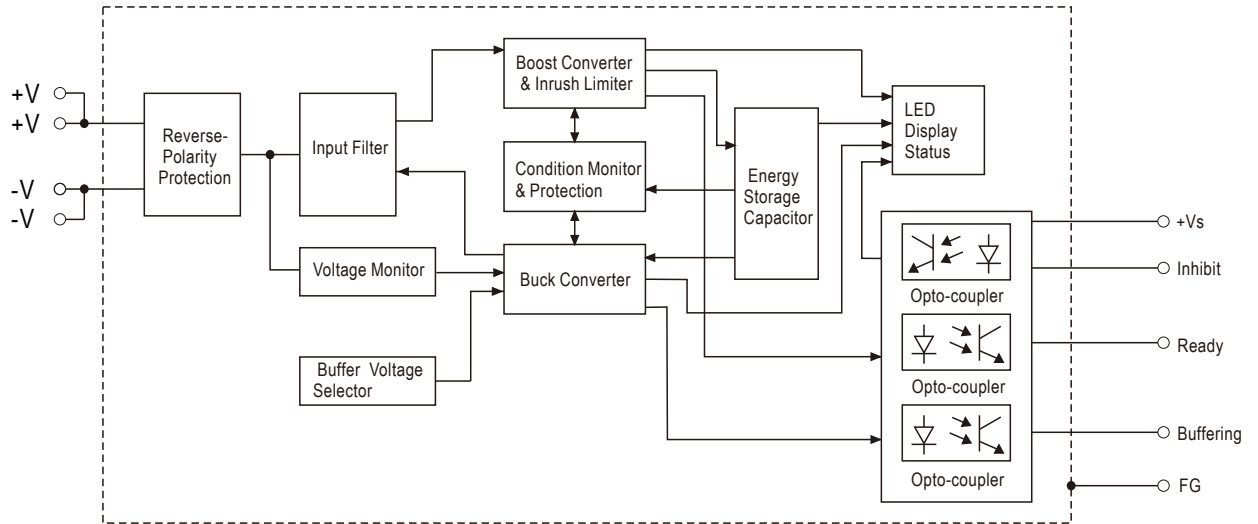 +V
+V
-V
-V
Reverse-
Polarity
Protection
Input Filter
Voltage Monitor
Buffer Voltage
Selector
Boost Converter
& Inrush Limiter
Condition Monitor
& Protection
Buck Converter
Energy
Storage
Capacitor
LED
Display
Status
Opto-coupler
Opto-coupler
Opto-coupler
+Vs
Inhibit
Ready
Buffering
FG